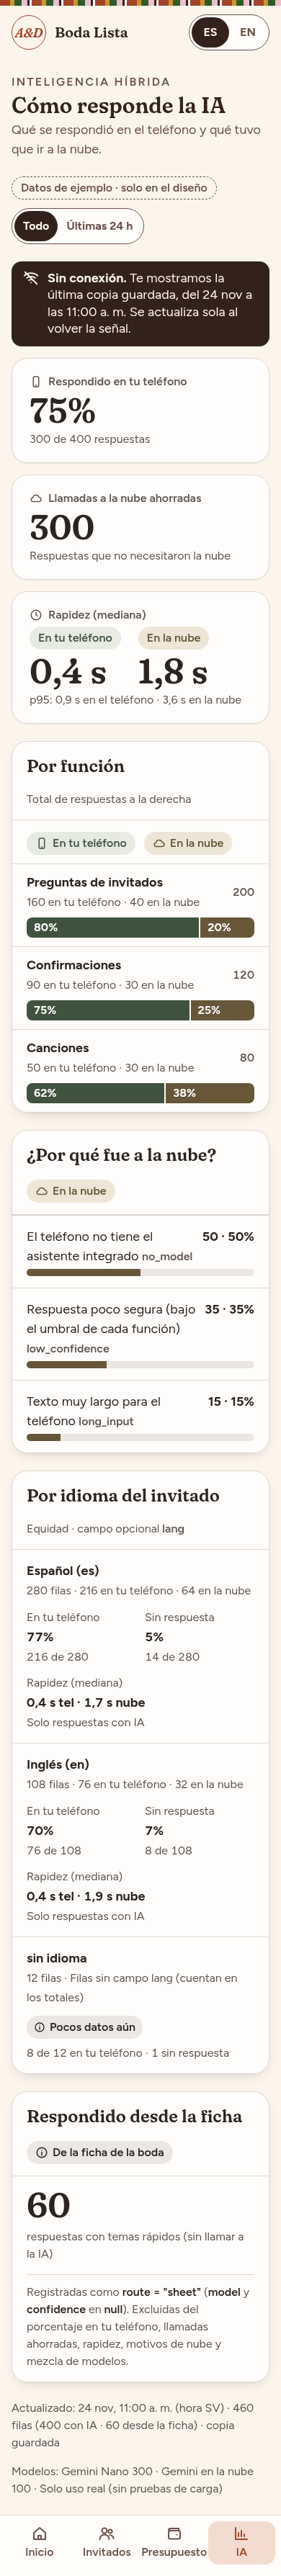 A&D Boda Lista ES EN
INTELIGENCIA HÍBRIDA
Cómo responde la IA
Qué se respondió en el teléfono y qué tuvo
que ir a la nube.
Datos de ejemplo · solo en el diseño
Todo Últimas 24 h
Sin conexión. Te mostramos la
última copia guardada, del 24 nov a
las 11:00 a. m. Se actualiza sola al
volver la señal.
Respondido en tu teléfono
75%
300 de 400 respuestas
Llamadas a la nube ahorradas
300
Respuestas que no necesitaron la nube
Rapidez (mediana)
En tu teléfono En la nube
0,4 s 1,8 s
p95: 0,9 s en el teléfono · 3,6 s en la nube
Por función
Total de respuestas a la derecha
En tu teléfono En la nube
Preguntas de invitados 200
160 en tu teléfono · 40 en la nube
80% 20%
Confirmaciones 120
90 en tu teléfono · 30 en la nube
75% 25%
Canciones 80
50 en tu teléfono · 30 en la nube
62% 38%
¿Por qué fue a la nube?
En la nube
El teléfono no tiene el 50 · 50%
asistente integrado no_model
Respuesta poco segura (bajo 35 · 35%
el umbral de cada función)
low_confidence
Texto muy largo para el 15 · 15%
teléfono long_input
Por idioma del invitado
Equidad · campo opcional lang
Español (es)
280 filas · 216 en tu teléfono · 64 en la nube
En tu teléfono Sin respuesta
77% 5%
216 de 280 14 de 280
Rapidez (mediana)
0,4 s tel · 1,7 s nube
Solo respuestas con IA
Inglés (en)
108 filas · 76 en tu teléfono · 32 en la nube
En tu teléfono Sin respuesta
70% 7%
76 de 108 8 de 108
Rapidez (mediana)
0,4 s tel · 1,9 s nube
Solo respuestas con IA
sin idioma
12 filas · Filas sin campo lang (cuentan en
los totales)
Pocos datos aún
8 de 12 en tu teléfono · 1 sin respuesta
Respondido desde la ficha
De la ficha de la boda
60
respuestas con temas rápidos (sin llamar a
la IA)
Registradas como route = "sheet" (model y
confidence en null). Excluidas del
porcentaje en tu teléfono, llamadas
ahorradas, rapidez, motivos de nube y
mezcla de modelos.
Actualizado: 24 nov, 11:00 a. m. (hora SV) · 460
filas (400 con IA · 60 desde la ficha) · copia
guardada
Modelos: Gemini Nano 300 · Gemini en la nube
100 · Solo uso real (sin pruebas de carga)
Inicio Invitados Presupuesto IA